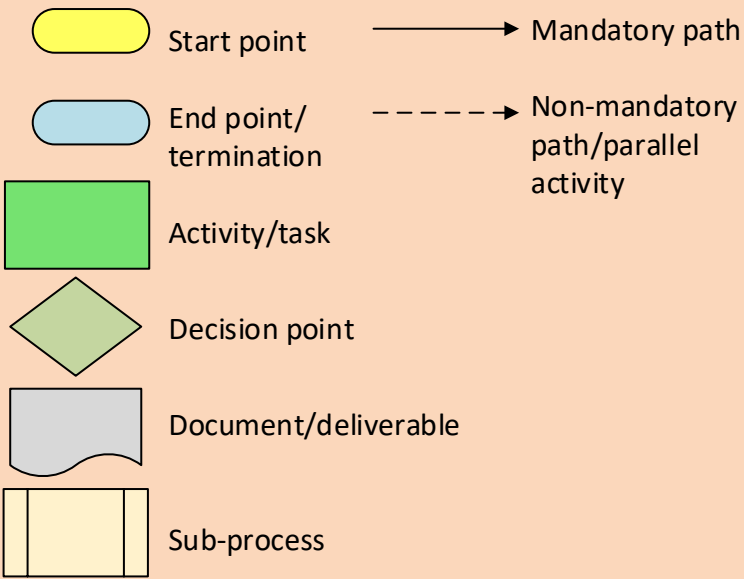 Start point
Mandatory path
End point/
termination
Non-mandatory
path/parallel
activity
Activity/task
Decision point
Document/deliverable
Sub-process